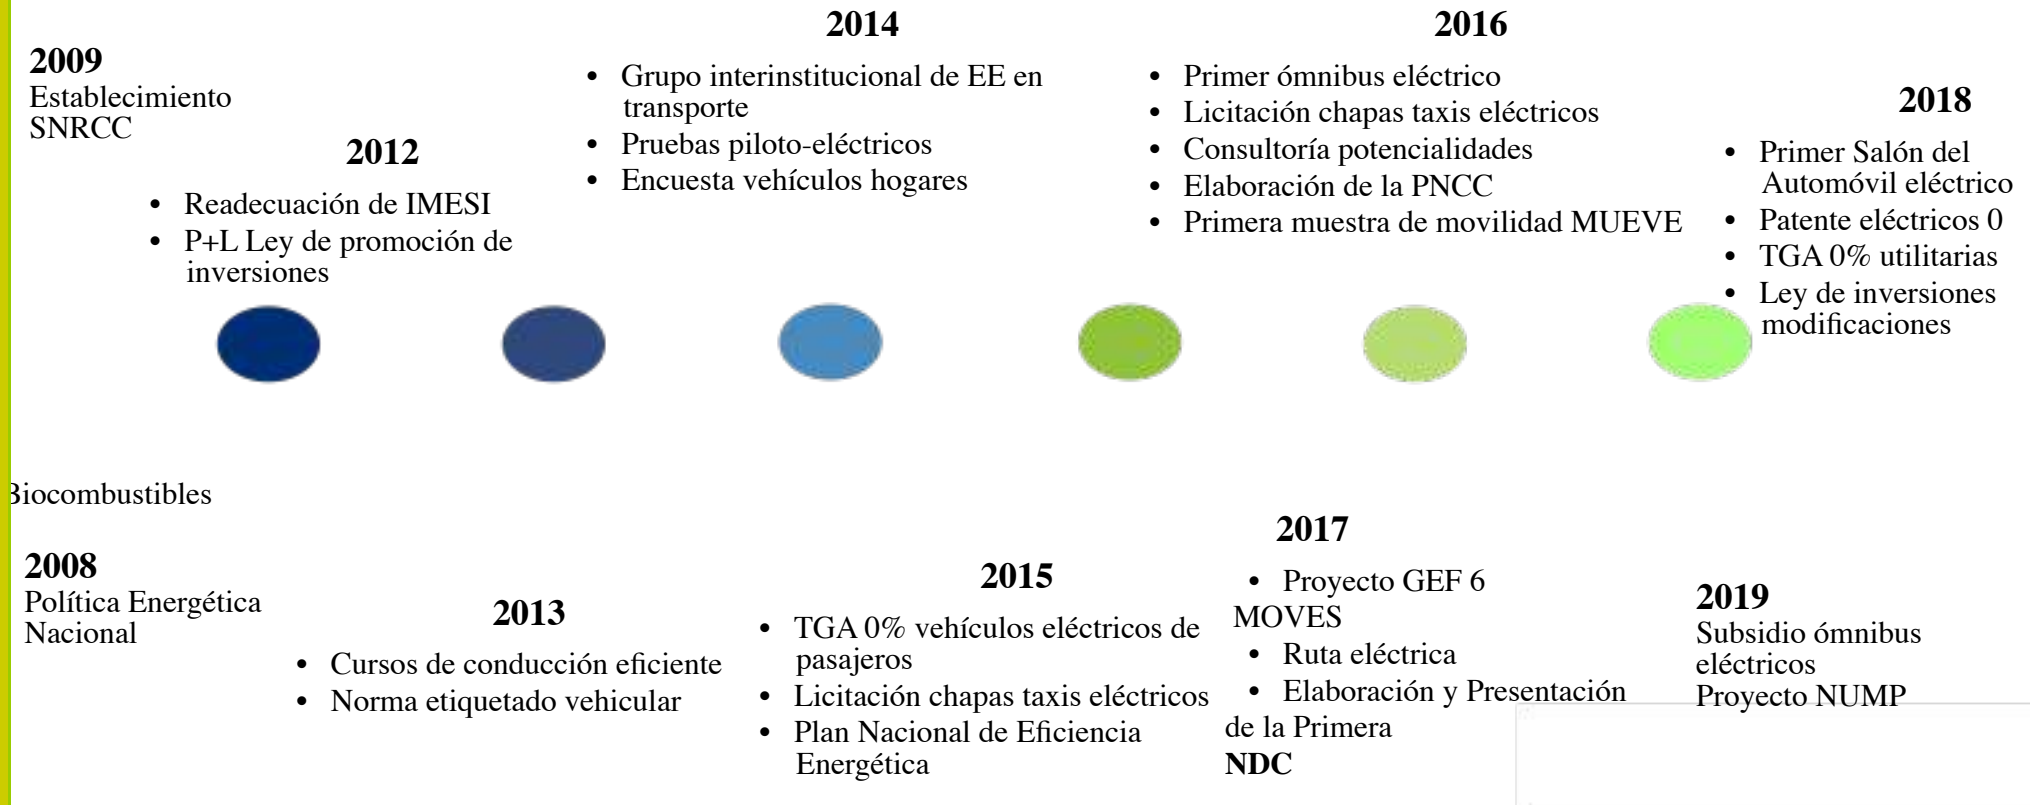 2009
Establecimiento
SNRCC
2012
• Readecuación de IMESI
• P+L Ley de promoción de
inversiones
2014
• Grupo interinstitucional de EE en
transporte
• Pruebas piloto-eléctricos
• Encuesta vehículos hogares
2016
• Primer ómnibus eléctrico
• Licitación chapas taxis eléctricos
• Consultoría potencialidades
• Elaboración de la PNCC
• Primera muestra de movilidad MUEVE
2018
• Primer Salón del
Automóvil eléctrico
• Patente eléctricos 0
• TGA 0% utilitarias
• Ley de inversiones
modificaciones
Biocombustibles
2008
Política Energética
Nacional
2013
• Cursos de conducción eficiente
• Norma etiquetado vehicular
2015
• TGA 0% vehículos eléctricos de
pasajeros
• Licitación chapas taxis eléctricos
• Plan Nacional de Eficiencia
Energética
2017
• Proyecto GEF 6
MOVES
• Ruta eléctrica
• Elaboración y Presentación
de la Primera
NDC
2019
Subsidio ómnibus
eléctricos
Proyecto NUMP